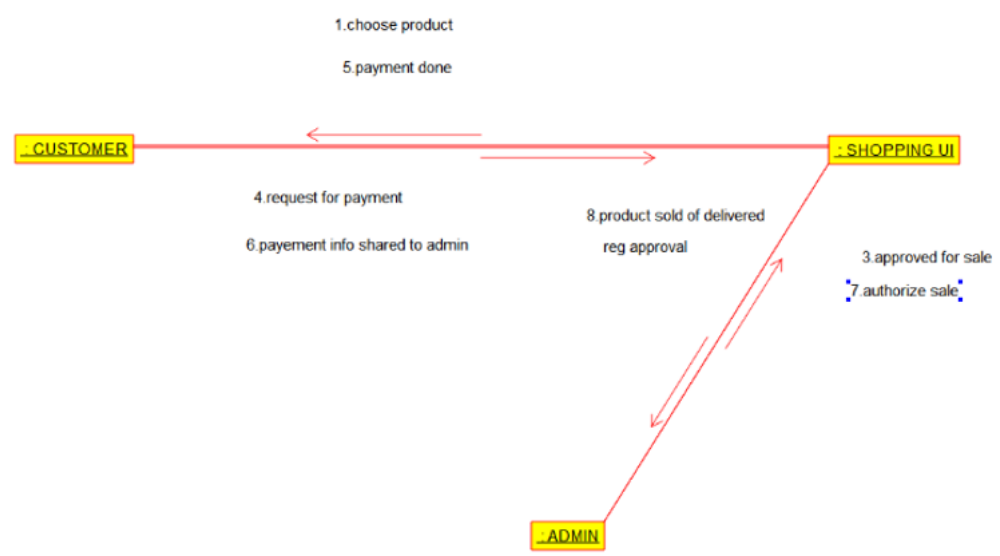 1.choose product
5.payment done
: CUSTOMER
: SHOPPING UI
4.request for payment
6.payement info shared to admin
8.product sold of delivered
reg approval
3.approved for sale
7.authorize sale
: ADMIN